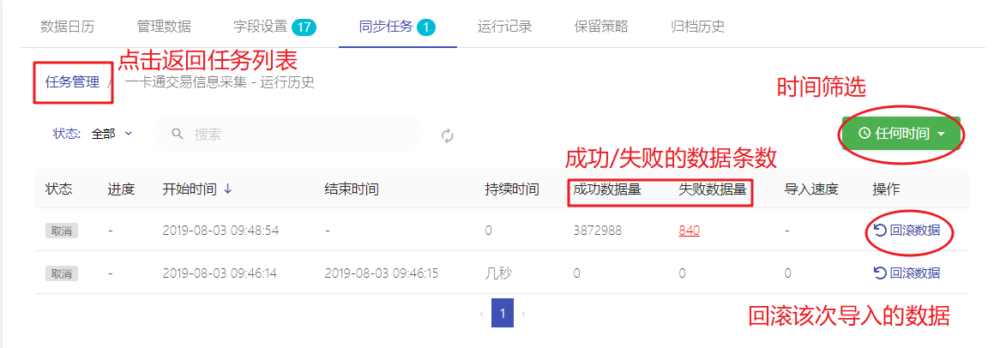 数据日历 管理数据 字段设置 17 同步任务 1 运行记录 保留策略 归档历史
点击返回任务列表
任务管理 / 一卡通交易信息采集 - 运行历史
时间筛选
状态: 全部 搜索 任何时间
成功/失败的数据条数
状态 进度 开始时间 ↓ 结束时间 持续时间 成功数据量 失败数据量 导入速度 操作
取消 - 2019-08-03 09:48:54 - 0 3872988 840 - 回滚数据
取消 - 2019-08-03 09:46:14 2019-08-03 09:46:15 几秒 0 0 0 回滚数据
‹ 1 ›
回滚该次导入的数据